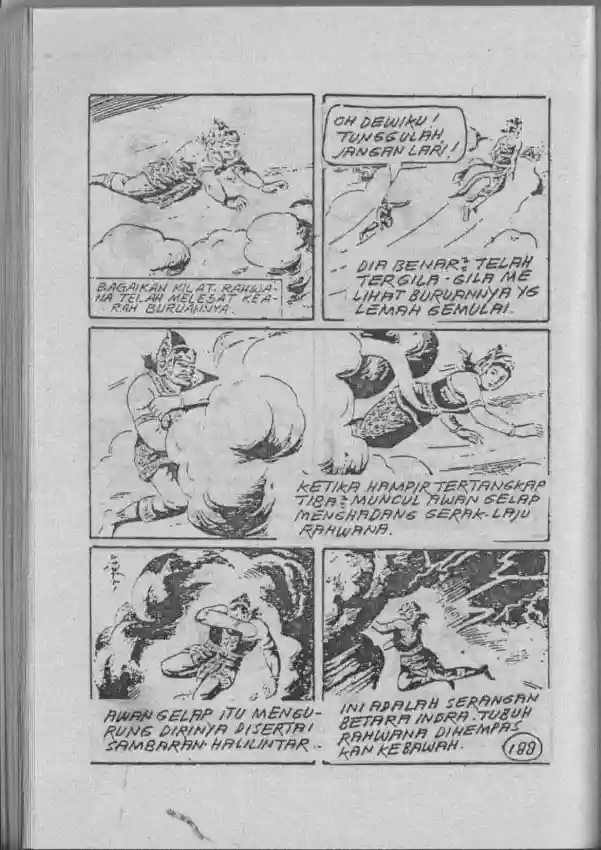 BAGAIKAN KILAT. RAHWA-
NA TELAH MELESAT KEA-
RAH BURUANNYA.
OH DEWIKU!
TUNGGULAH
JANGAN LARI!
DIA BENAR² TELAH
TERGILA-GILA ME
LIHAT BURUANNYA YG
LEMAH GEMULAI.
KETIKA HAMPIR TERTANGKAP
TIBA² MUNCUL AWAN GELAP
MENGHADANG GERAK-LAJU
RAHWANA.
AWAN GELAP ITU MENGU-
RUNG DIRINYA DISERTAI
SAMBARAN HALILINTAR..
INI ADALAH SERANGAN
BETARA INDRA. TUBUH
RAHWANA DIHEMPAS
KAN KEBAWAH.
188